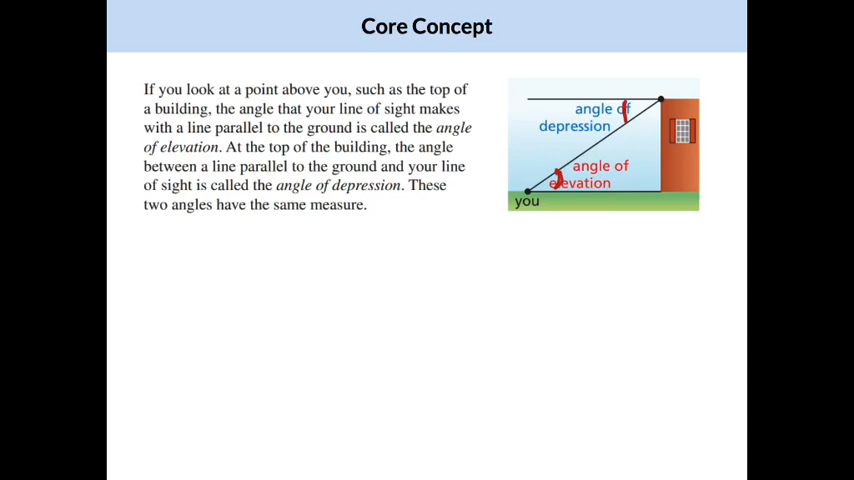 Core Concept
If you look at a point above you, such as the top of
a building, the angle that your line of sight makes
with a line parallel to the ground is called the angle
of elevation. At the top of the building, the angle
between a line parallel to the ground and your line
of sight is called the angle of depression. These
two angles have the same measure.
angle of
depression
angle of
elevation
you